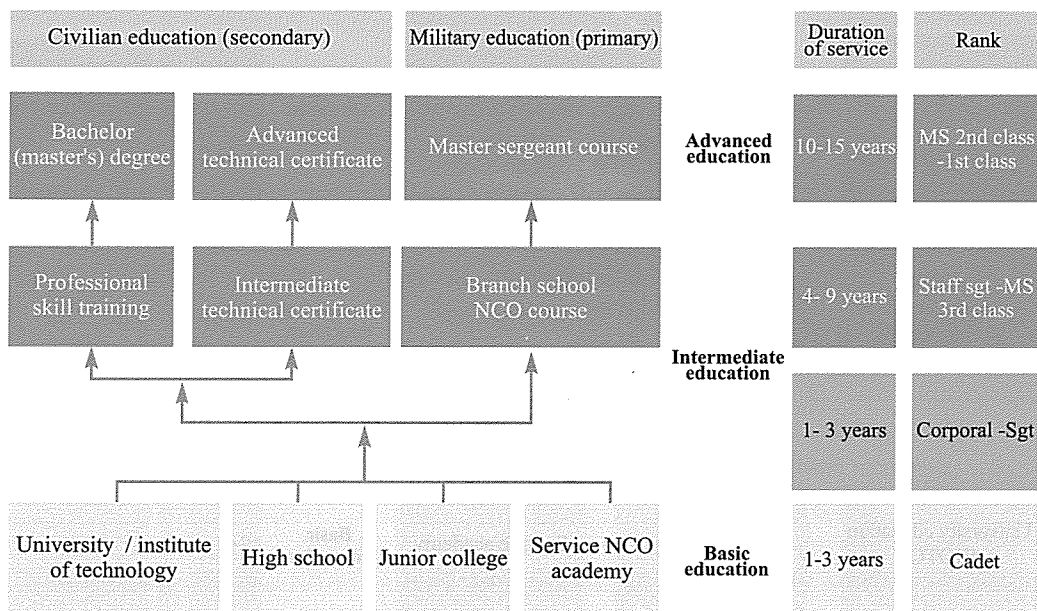 Civilian education (secondary)
Military education (primary)
Duration
of service
Rank
Bachelor
(master's) degree
Advanced
technical certificate
Master sergeant course
Advanced
education
10-15 years
MS 2nd class
-1st class
Professional
skill training
Intermediate
technical certificate
Branch school
NCO course
4- 9 years
Staff sgt -MS
3rd class
Intermediate
education
1- 3 years
Corporal -Sgt
University / institute
of technology
High school
Junior college
Service NCO
academy
Basic
education
1-3 years
Cadet